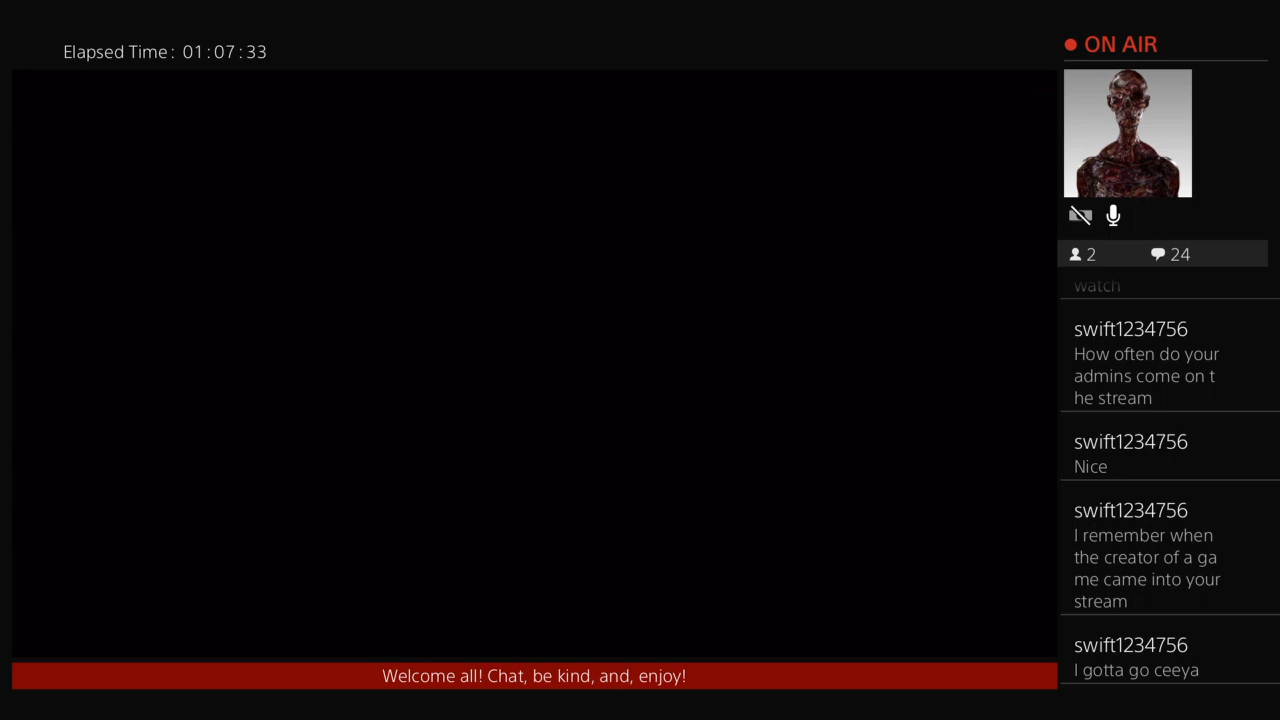 Elapsed Time: 01:07:33
ON AIR
2 24
watch
swift1234756
How often do your
admins come on t
he stream
swift1234756
Nice
swift1234756
I remember when
the creator of a ga
me came into your
stream
swift1234756
I gotta go ceeya
Welcome all! Chat, be kind, and, enjoy!